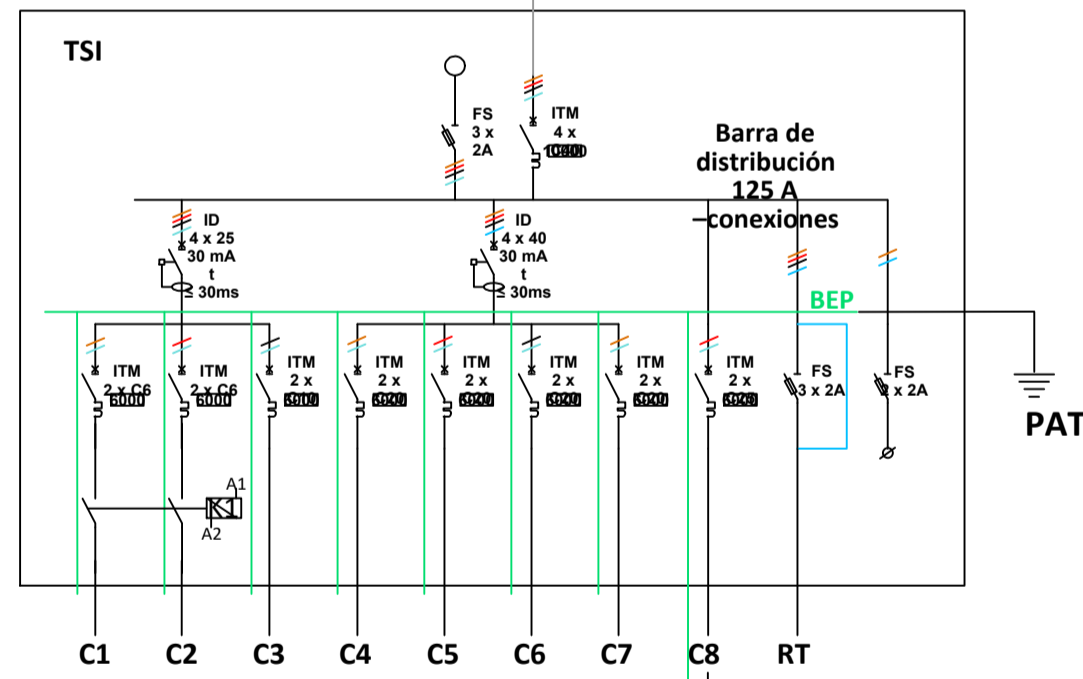 TSI
FS
3 x
2A
ITM
4 x
Barra de
distribución
125 A
–conexiones
ID
4 x 25
30 mA
t
≤ 30ms
ID
4 x 40
30 mA
t
≤ 30ms
BEP
ITM
2 x C6
6000
ITM
2 x C6
6000
ITM
2 x
ITM
2 x
ITM
2 x
ITM
2 x
ITM
2 x
ITM
2 x
FS
3 x 2A
FS
x 2A
PAT
A1
K1
A2
C1
C2
C3
C4
C5
C6
C7
C8
RT